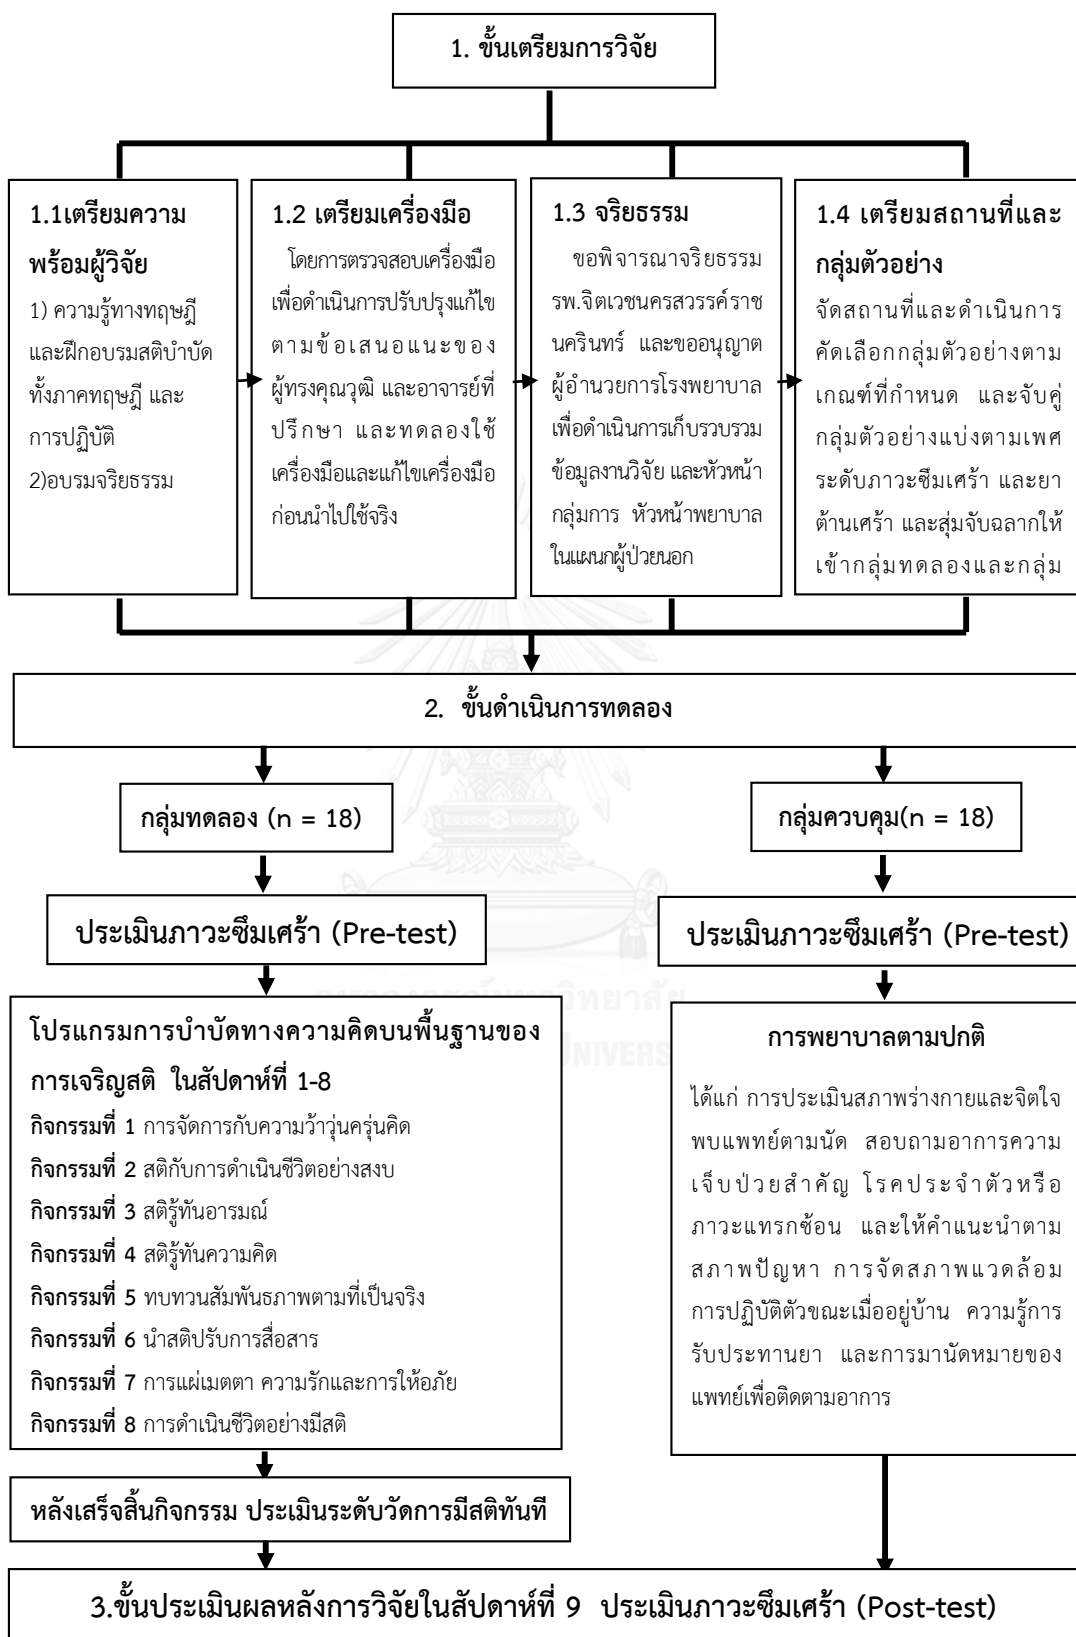 1. ขั้นเตรียมการวิจัย
1.1เตรียมความ
พร้อมผู้วิจัย
1) ความรู้ทางทฤษฎี
และฝึกอบรมสติบำบัด
ทั้งภาคทฤษฎี และ
การปฏิบัติ
2)อบรมจริยธรรม
1.2 เตรียมเครื่องมือ
โดยการตรวจสอบเครื่องมือ
เพื่อดำเนินการปรับปรุงแก้ไข
ตามข้อเสนอแนะของ
ผู้ทรงคุณวุฒิ และอาจารย์ที่
ปรึกษา และทดลองใช้
เครื่องมือและแก้ไขเครื่องมือ
ก่อนนำไปใช้จริง
1.3 จริยธรรม
ขอพิจารณาจริยธรรม
รพ.จิตเวชนครสวรรค์ราช
นครินทร์ และขออนุญาต
ผู้อำนวยการโรงพยาบาล
เพื่อดำเนินการเก็บรวบรวม
ข้อมูลงานวิจัย และหัวหน้า
กลุ่มการ หัวหน้าพยาบาล
ในแผนกผู้ป่วยนอก
1.4 เตรียมสถานที่และ
กลุ่มตัวอย่าง
จัดสถานที่และดำเนินการ
คัดเลือกกลุ่มตัวอย่างตาม
เกณฑ์ที่กำหนด และจับคู่
กลุ่มตัวอย่างแบ่งตามเพศ
ระดับภาวะซึมเศร้า และยา
ต้านเศร้า และสุ่มจับฉลากให้
เข้ากลุ่มทดลองและกลุ่ม
2. ขั้นดำเนินการทดลอง
กลุ่มทดลอง (n = 18)
กลุ่มควบคุม(n = 18)
ประเมินภาวะซึมเศร้า (Pre-test)
ประเมินภาวะซึมเศร้า (Pre-test)
โปรแกรมการบำบัดทางความคิดบนพื้นฐานของ
การเจริญสติ ในสัปดาห์ที่ 1-8
กิจกรรมที่ 1 การจัดการกับความว้าวุ่นครุ่นคิด
กิจกรรมที่ 2 สติกับการดำเนินชีวิตอย่างสงบ
กิจกรรมที่ 3 สติรู้ทันอารมณ์
กิจกรรมที่ 4 สติรู้ทันความคิด
กิจกรรมที่ 5 ทบทวนสัมพันธภาพตามที่เป็นจริง
กิจกรรมที่ 6 นำสติปรับการสื่อสาร
กิจกรรมที่ 7 การแผ่เมตตา ความรักและการให้อภัย
กิจกรรมที่ 8 การดำเนินชีวิตอย่างมีสติ
การพยาบาลตามปกติ
ได้แก่ การประเมินสภาพร่างกายและจิตใจ
พบแพทย์ตามนัด สอบถามอาการความ
เจ็บป่วยสำคัญ โรคประจำตัวหรือ
ภาวะแทรกซ้อน และให้คำแนะนำตาม
สภาพปัญหา การจัดสภาพแวดล้อม
การปฏิบัติตัวขณะเมื่ออยู่บ้าน ความรู้การ
รับประทานยา และการมานัดหมายของ
แพทย์เพื่อติดตามอาการ
หลังเสร็จสิ้นกิจกรรม ประเมินระดับวัดการมีสติทันที
3.ขั้นประเมินผลหลังการวิจัยในสัปดาห์ที่ 9 ประเมินภาวะซึมเศร้า (Post-test)